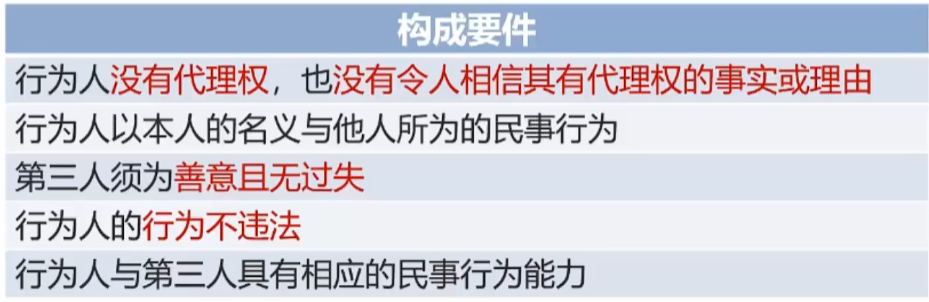 构成要件
行为人没有代理权，也没有令人相信其有代理权的事实或理由
行为人以本人的名义与他人所为的民事行为
第三人须为善意且无过失
行为人的行为不违法
行为人与第三人具有相应的民事行为能力